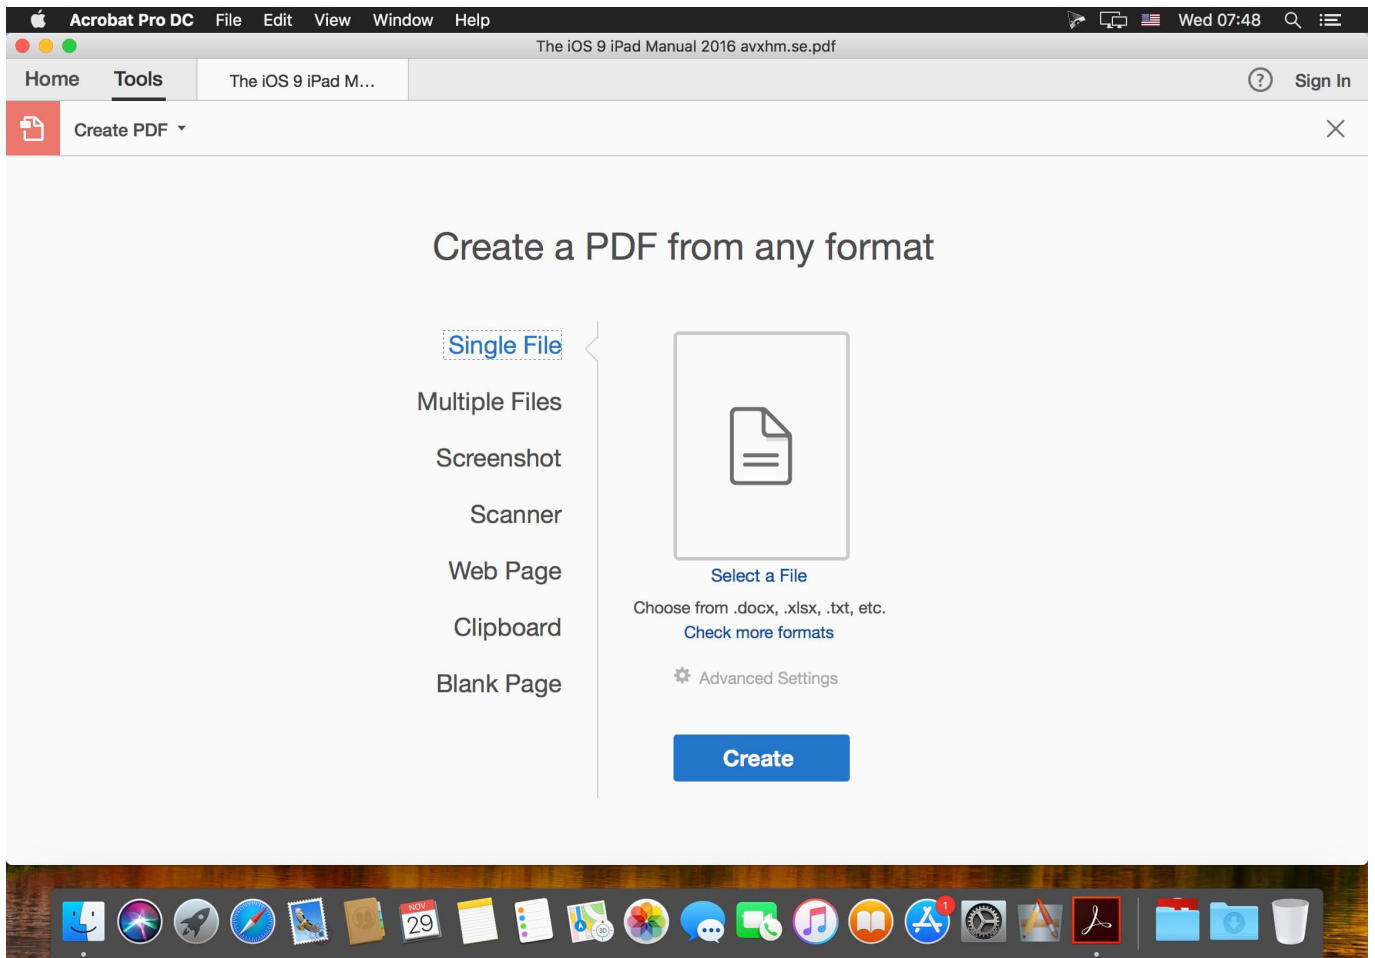 Acrobat Pro DC File Edit View Window Help Wed 07:48
The iOS 9 iPad Manual 2016 avxhm.se.pdf
Home Tools The iOS 9 iPad M... ? Sign In
Create PDF
Create a PDF from any format
Single File
Multiple Files
Screenshot
Scanner
Web Page
Clipboard
Blank Page
Select a File
Choose from .docx, .xlsx, .txt, etc.
Check more formats
Advanced Settings
Create
NOV
29
3D
1